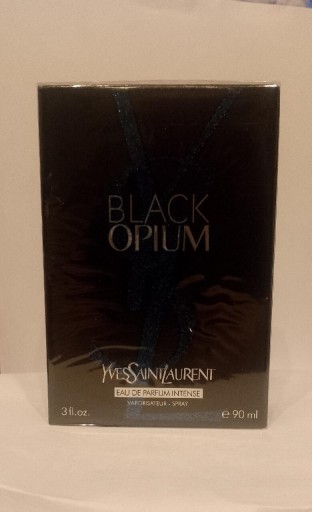 BLACK
OPIUM
YVESSAINTLAURENT
EAU DE PARFUM INTENSE
VAPORISATEUR - SPRAY
3 fl.oz. ℮ 90 ml